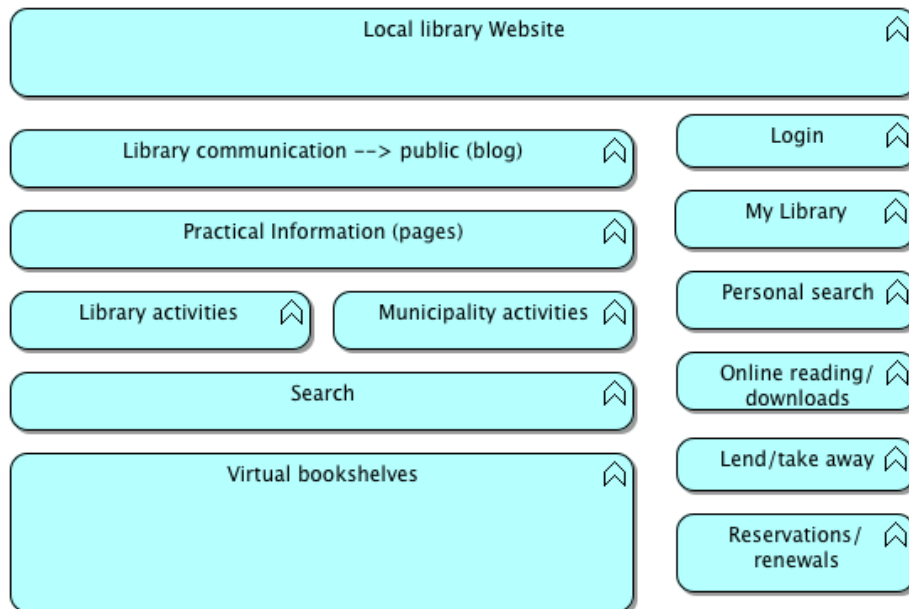 Local library Website
Library communication --> public (blog)
Practical Information (pages)
Library activities
Municipality activities
Search
Virtual bookshelves
Login
My Library
Personal search
Online reading/
downloads
Lend/take away
Reservations/
renewals